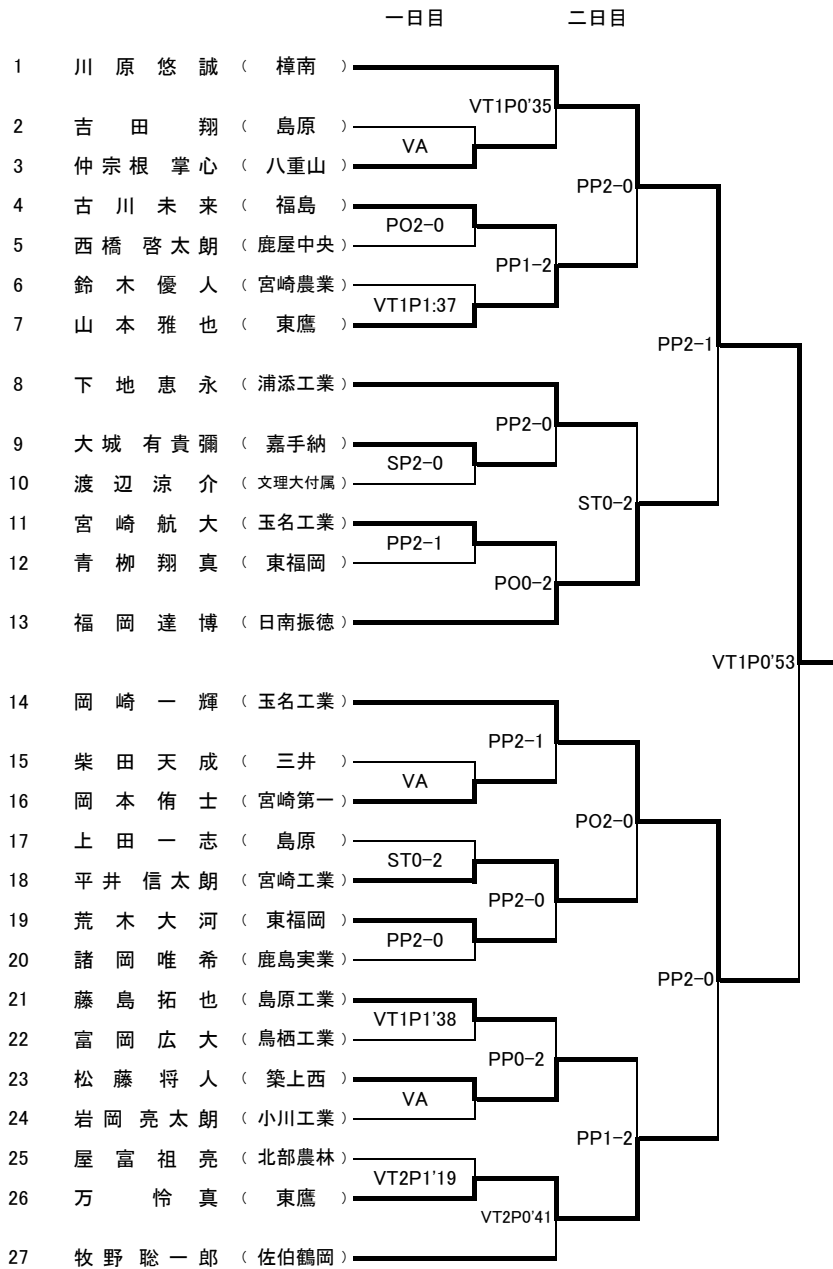 一日目 二日目
1 川原悠誠 （ 樟南 ）
VT1P0'35
2 吉田翔 （ 島原 ）
VA
3 仲宗根掌心 （ 八重山 ）
PP2-0
4 古川未来 （ 福島 ）
PO2-0
5 西橋啓太朗 （ 鹿屋中央 ）
PP1-2
6 鈴木優人 （ 宮崎農業 ）
VT1P1:37
7 山本雅也 （ 東鷹 ）
PP2-1
8 下地恵永 （ 浦添工業 ）
PP2-0
9 大城有貴彌 （ 嘉手納 ）
SP2-0
10 渡辺涼介 （ 文理大付属 ）
ST0-2
11 宮崎航大 （ 玉名工業 ）
PP2-1
12 青柳翔真 （ 東福岡 ）
PO0-2
13 福岡達博 （ 日南振徳 ）
VT1P0'53
14 岡崎一輝 （ 玉名工業 ）
PP2-1
15 柴田天成 （ 三井 ）
VA
16 岡本侑士 （ 宮崎第一 ）
PO2-0
17 上田一志 （ 島原 ）
ST0-2
18 平井信太朗 （ 宮崎工業 ）
PP2-0
19 荒木大河 （ 東福岡 ）
PP2-0
20 諸岡唯希 （ 鹿島実業 ）
PP2-0
21 藤島拓也 （ 島原工業 ）
VT1P1'38
22 富岡広大 （ 鳥栖工業 ）
PP0-2
23 松藤将人 （ 築上西 ）
VA
24 岩岡亮太朗 （ 小川工業 ）
PP1-2
25 屋富祖亮 （ 北部農林 ）
VT2P1'19
26 万怜真 （ 東鷹 ）
VT2P0'41
27 牧野聡一郎 （ 佐伯鶴岡 ）